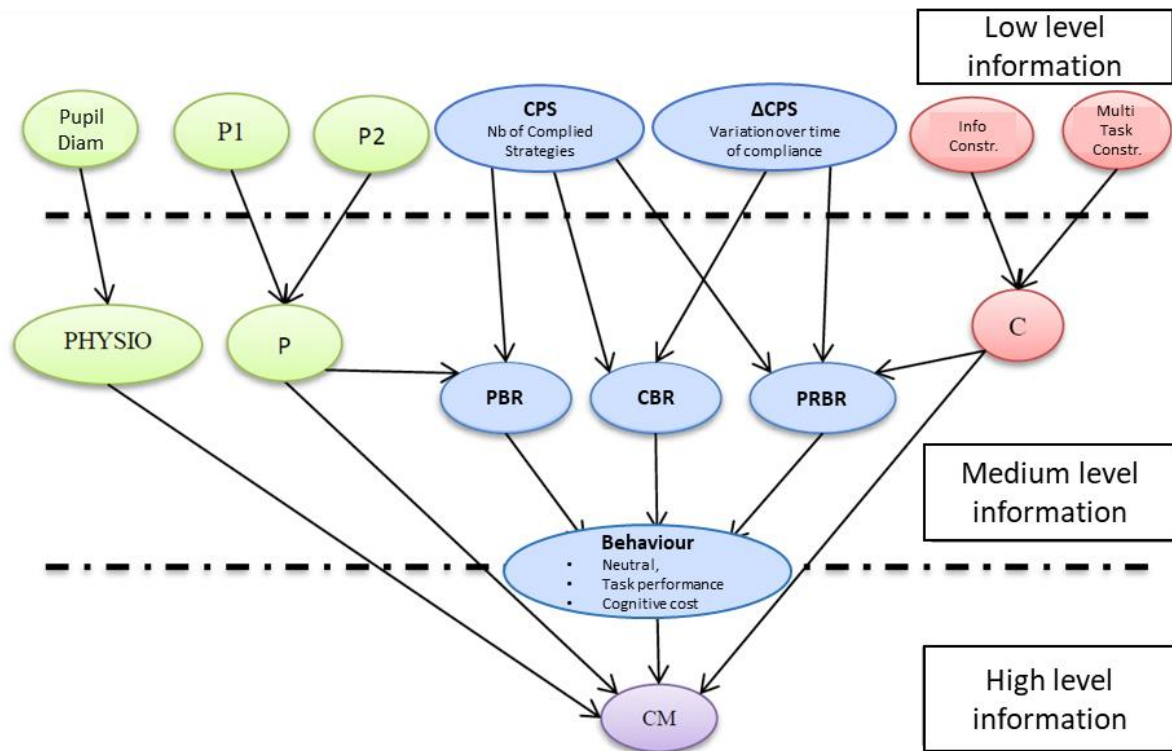 Low level
information
Pupil
Diam
P1
P2
CPS
Nb of Complied
Strategies
ΔCPS
Variation over time
of compliance
Info
Constr.
Multi
Task
Constr.
PHYSIO
P
C
PBR
CBR
PRBR
Medium level
information
Behaviour
• Neutral,
• Task performance
• Cognitive cost
High level
information
CM